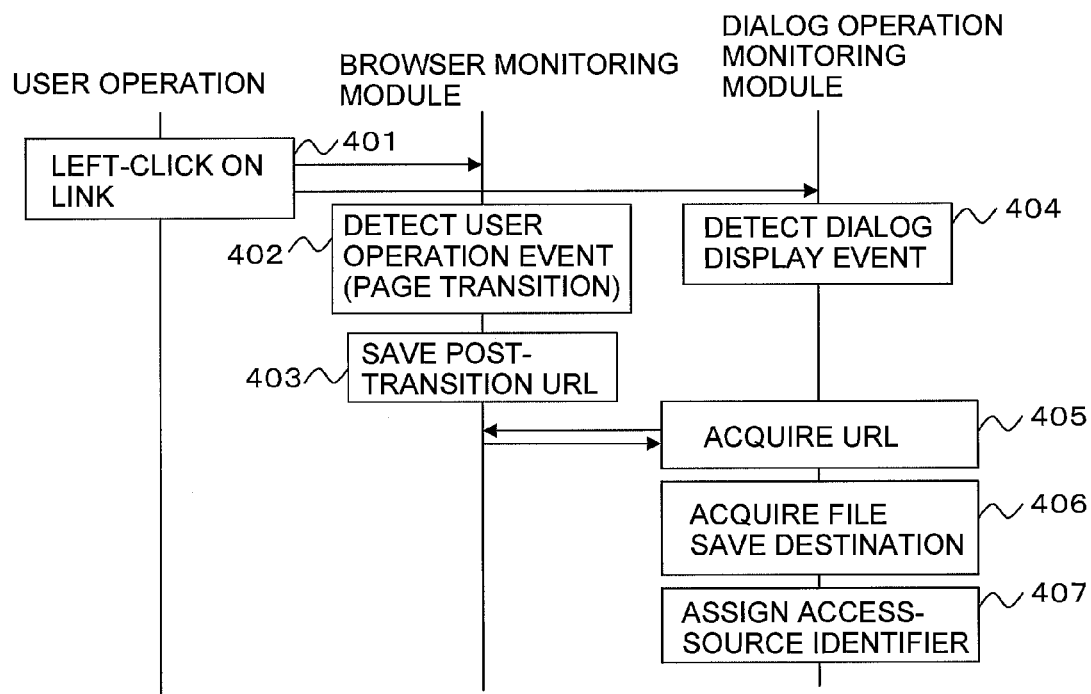 USER OPERATION
BROWSER MONITORING
MODULE
DIALOG OPERATION
MONITORING
MODULE
LEFT-CLICK ON
LINK
401
402
DETECT USER
OPERATION EVENT
(PAGE TRANSITION)
DETECT DIALOG
DISPLAY EVENT
404
403
SAVE POST-
TRANSITION URL
ACQUIRE URL
405
ACQUIRE FILE
SAVE DESTINATION
406
ASSIGN ACCESS-
SOURCE IDENTIFIER
407